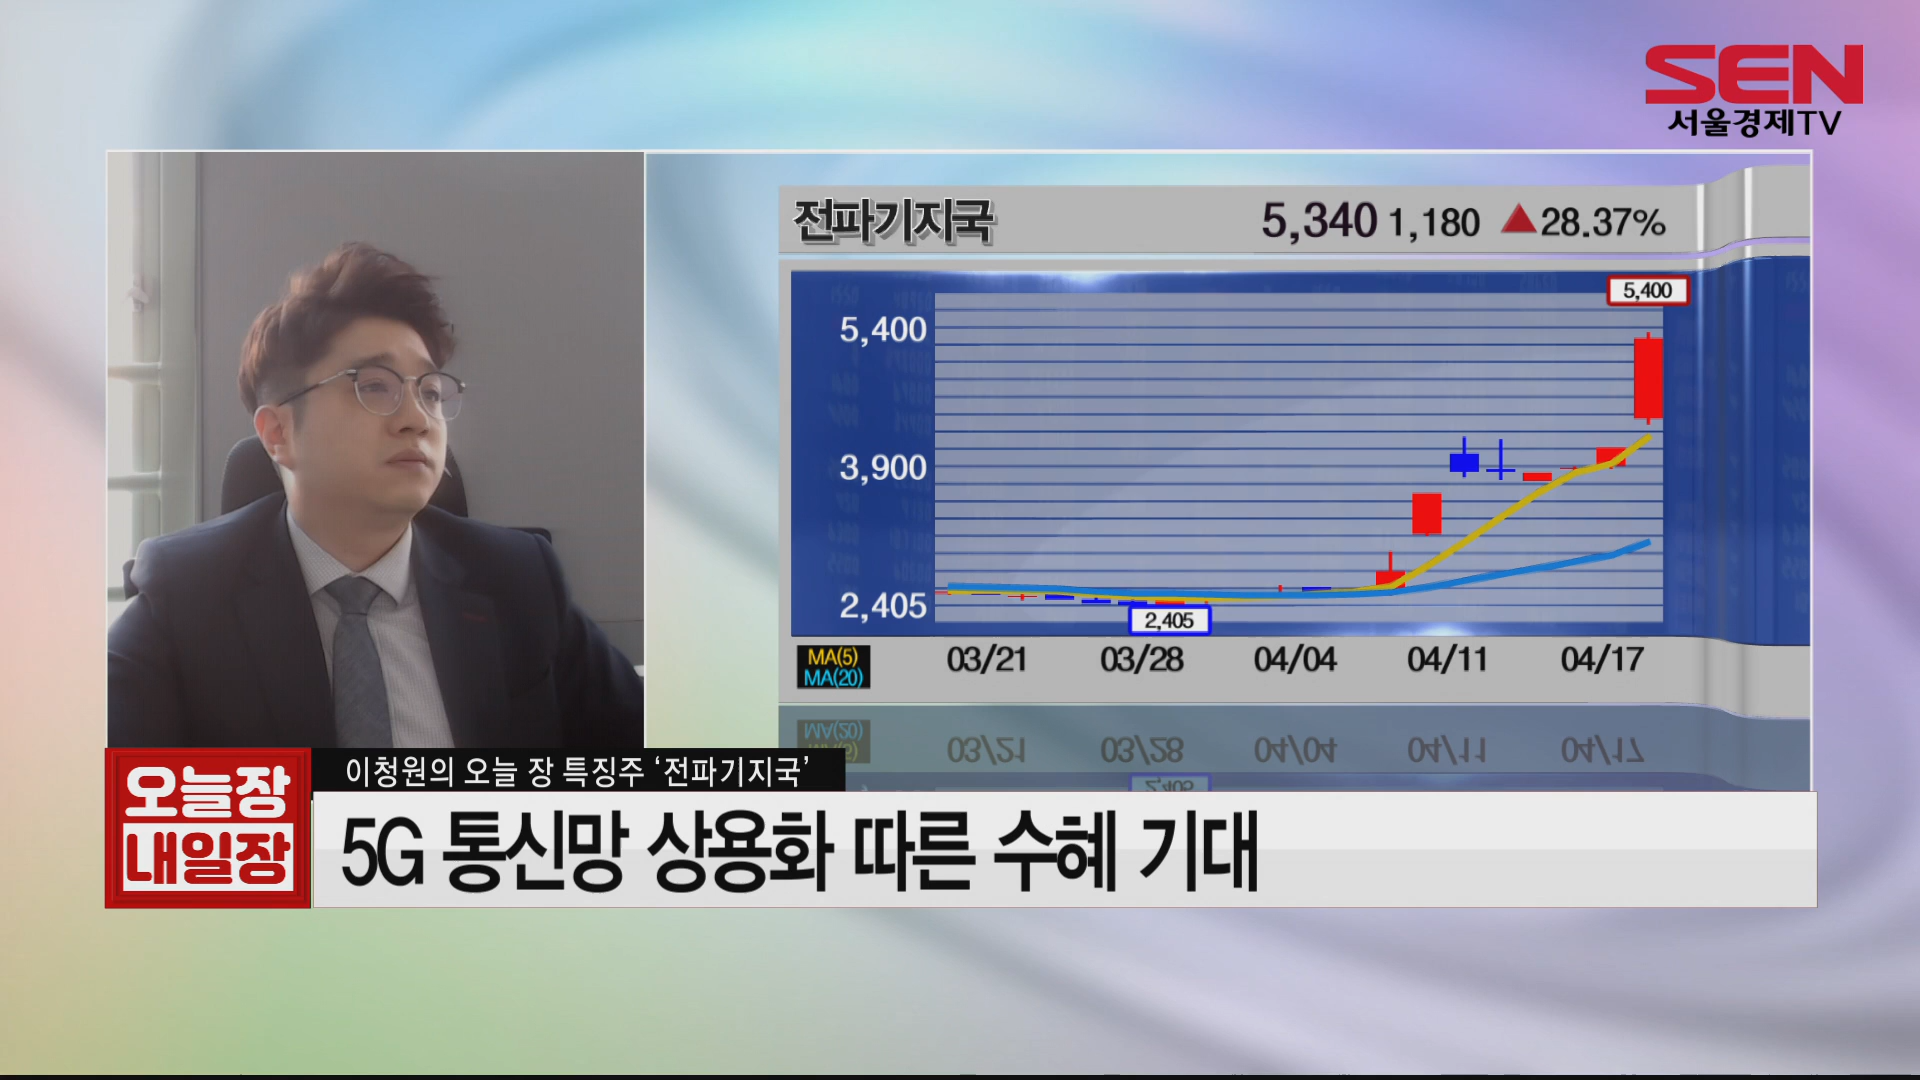 SEN
서울경제TV
전파기지국 5,340 1,180 ▲28.37%
5,400
5,400
3,900
2,405
2,405
MA(5)
MA(20)
03/21 03/28 04/04 04/11 04/17
이청원의 오늘 장 특징주 ‘전파기지국’
오늘장
내일장
5G 통신망 상용화 따른 수혜 기대